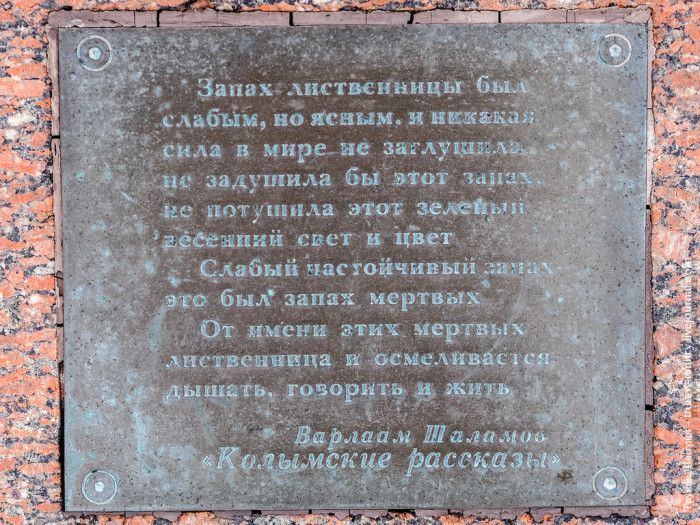 Запах лиственницы был
слабым, но ясным, и никакая
сила в мире не заглушила,
не задушила бы этот запах,
не потушила этот зеленый
весенний свет и цвет
Слабый настойчивый запах-
это был запах мертвых
От имени этих мертвых
лиственница и осмеливается
дышать, говорить и жить
Варлаам Шаламов
«Колымские рассказы»